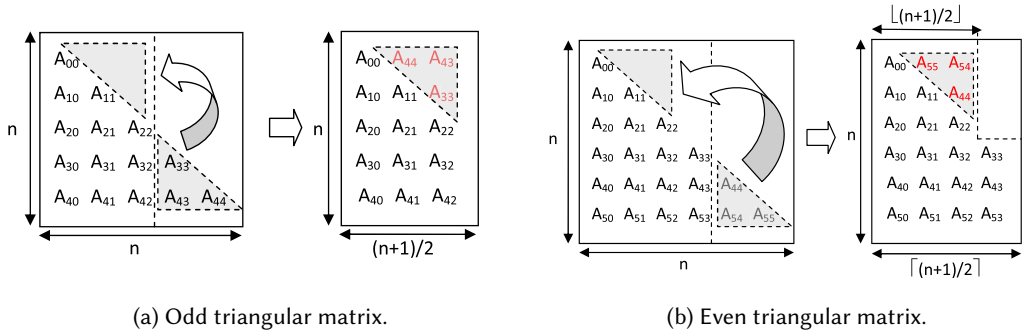 A00
A10 A11
A20 A21 A22
A30 A31 A32 A33
A40 A41 A42 A43 A44
n
n
A00 A44 A43
A10 A11 A33
A20 A21 A22
A30 A31 A32
A40 A41 A42
n
(n+1)/2
(a) Odd triangular matrix.
A00
A10 A11
A20 A21 A22
A30 A31 A32 A33
A40 A41 A42 A43 A44
A50 A51 A52 A53 A54 A55
n
n
⌊(n+1)/2⌋
A00 A55 A54
A10 A11 A44
A20 A21 A22
A30 A31 A32 A33
A40 A41 A42 A43
A50 A51 A52 A53
n
⌈(n+1)/2⌉
(b) Even triangular matrix.